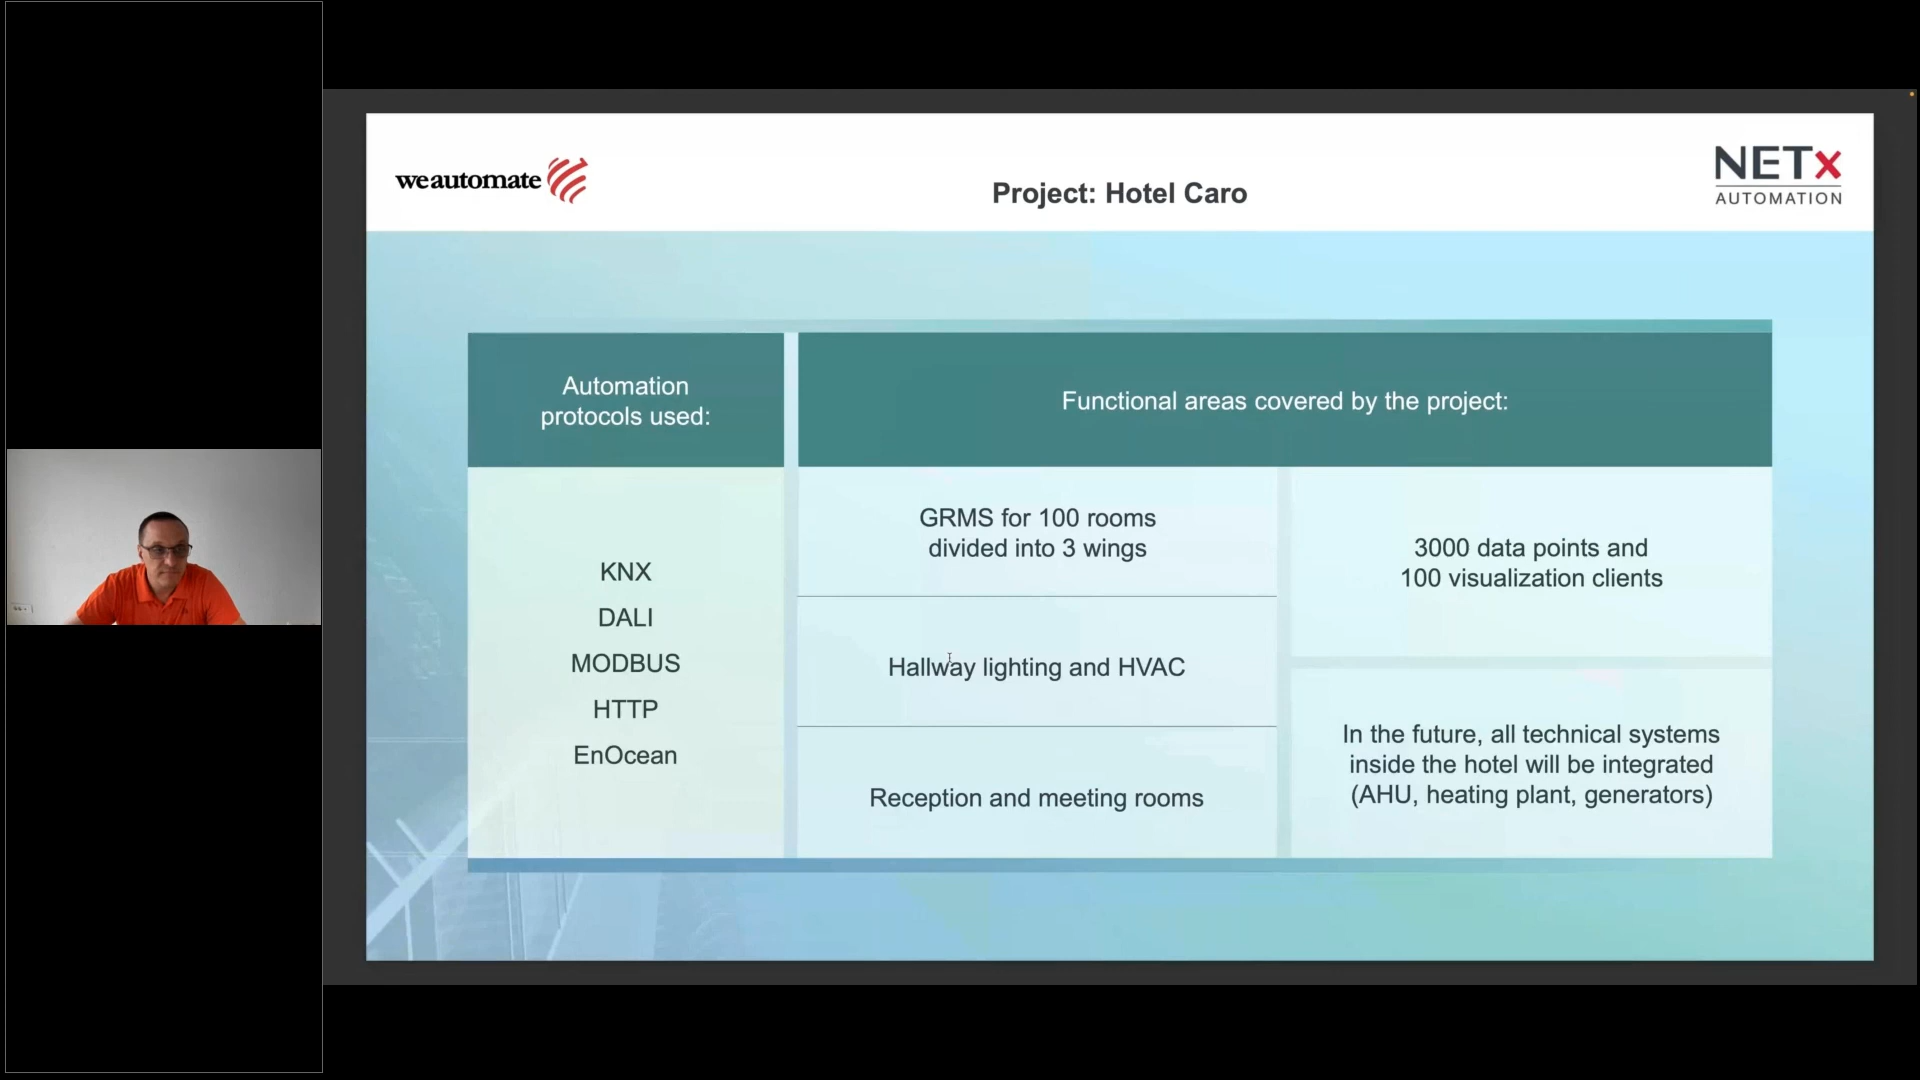 weautomate
Project: Hotel Caro
NETx
AUTOMATION
Automation
protocols used:
Functional areas covered by the project:
KNX
DALI
MODBUS
HTTP
EnOcean
GRMS for 100 rooms
divided into 3 wings
Hallway lighting and HVAC
Reception and meeting rooms
3000 data points and
100 visualization clients
In the future, all technical systems
inside the hotel will be integrated
(AHU, heating plant, generators)